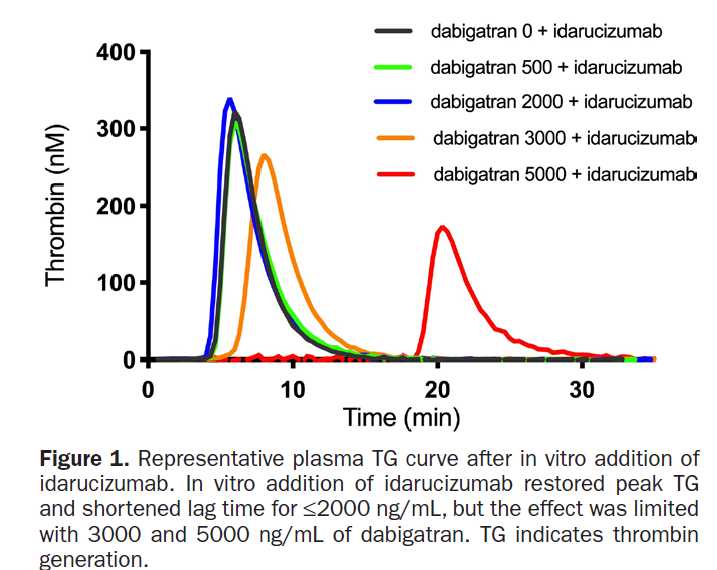 dabigatran 0 + idarucizumab
dabigatran 500 + idarucizumab
dabigatran 2000 + idarucizumab
dabigatran 3000 + idarucizumab
dabigatran 5000 + idarucizumab
400
300
200
100
0
Thrombin (nM)
0 10 20 30
Time (min)
Figure 1. Representative plasma TG curve after in vitro addition of
idarucizumab. In vitro addition of idarucizumab restored peak TG
and shortened lag time for ≤2000 ng/mL, but the effect was limited
with 3000 and 5000 ng/mL of dabigatran. TG indicates thrombin
generation.